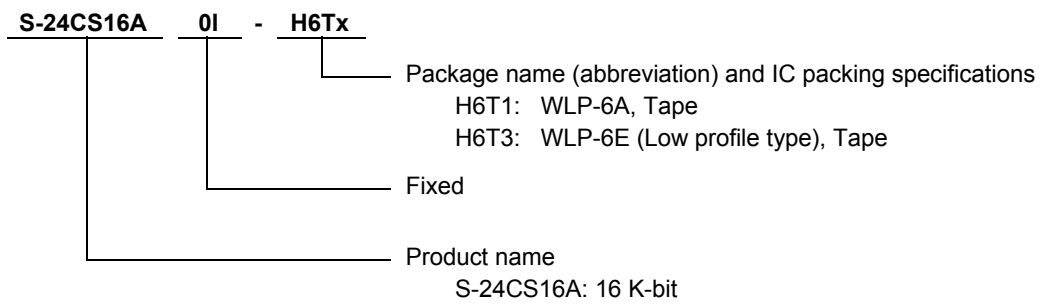 S-24CS16A 0I - H6Tx
Package name (abbreviation) and IC packing specifications
H6T1: WLP-6A, Tape
H6T3: WLP-6E (Low profile type), Tape
Fixed
Product name
S-24CS16A: 16 K-bit